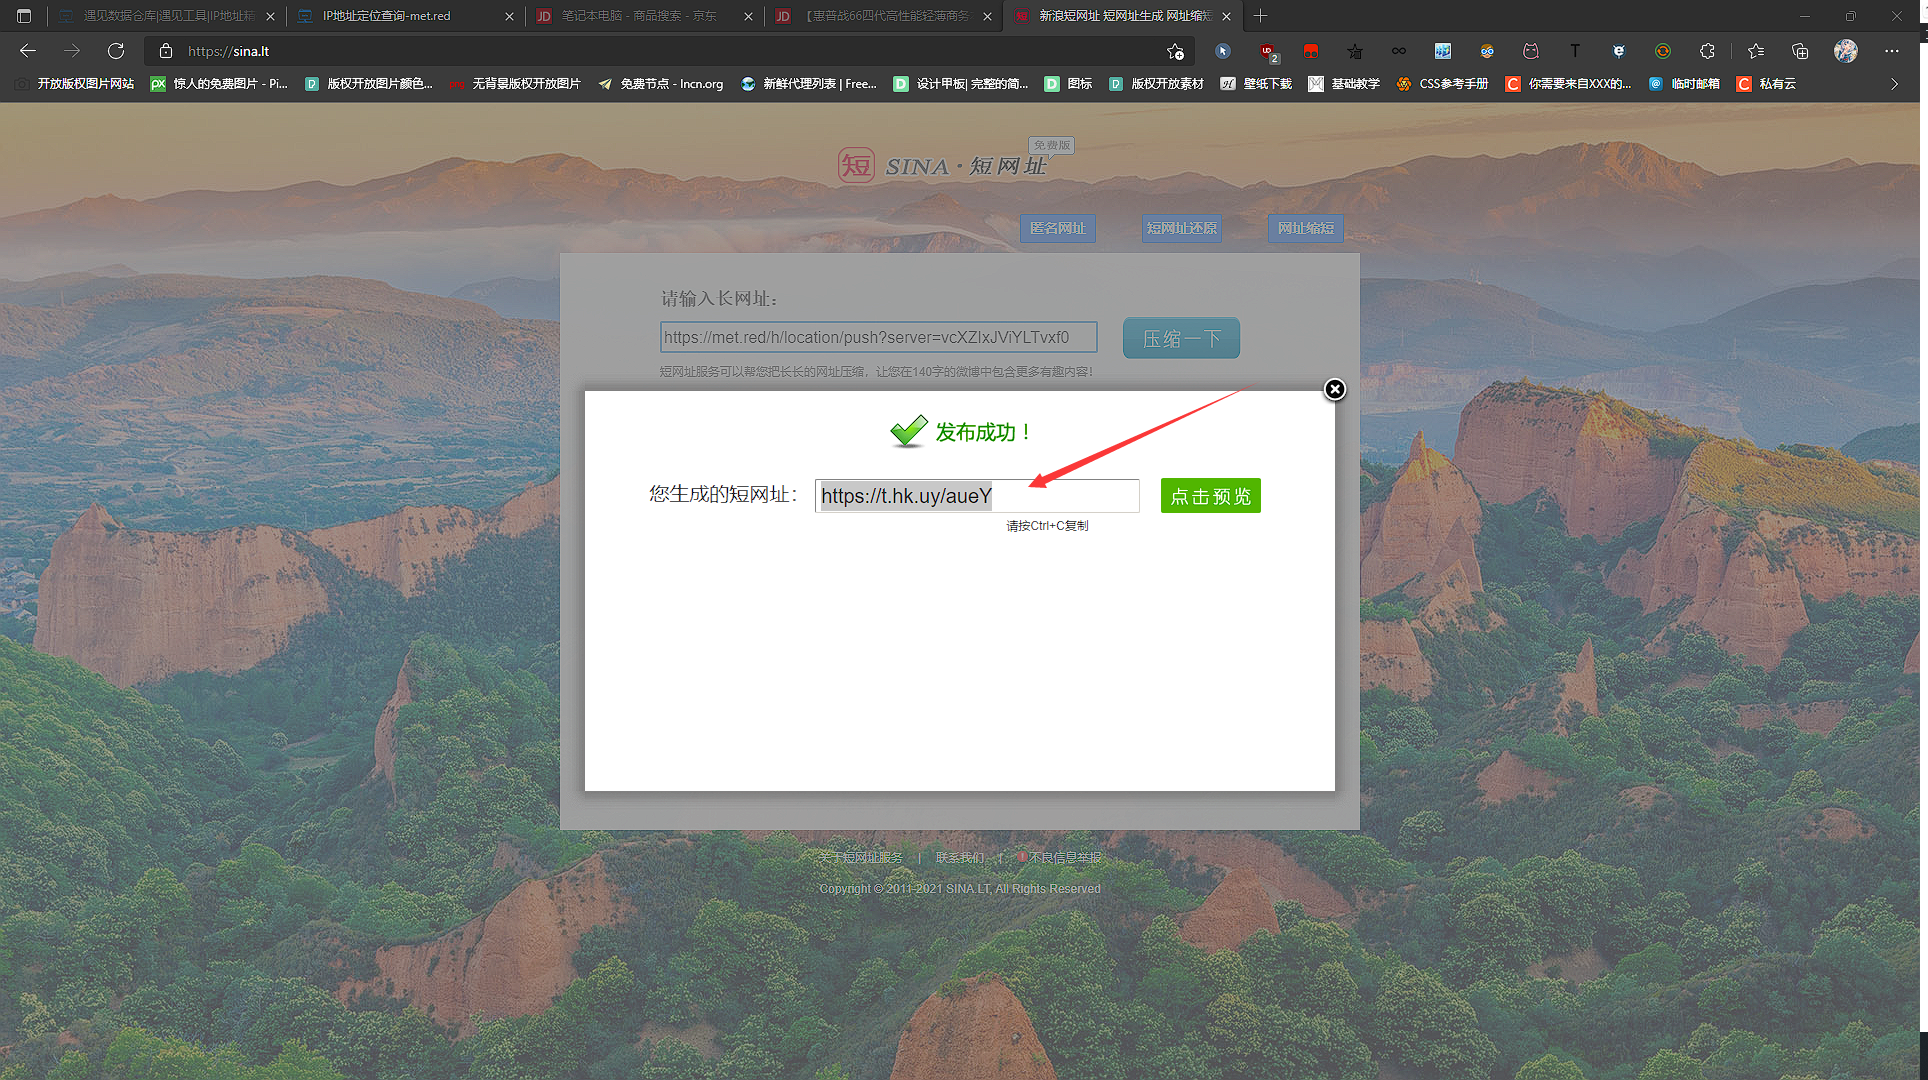 遇见数据仓库|遇见工具|IP地址精
IP地址定位查询-met.red
JD 笔记本电脑 - 商品搜索 - 京东
JD 【惠普战66四代高性能轻薄商务
新浪短网址 短网址生成 网址缩短
https://sina.lt
2
开放版权图片网站
px 惊人的免费图片 - Pi...
版权开放图片颜色...
无背景版权开放图片
免费节点 - lncn.org
新鲜代理列表 | Free...
设计甲板| 完整的简...
图标
版权开放素材
壁纸下载
基础教学
CSS参考手册
C 你需要来自XXX的...
临时邮箱
C 私有云
免费版
短 SINA·短网址
匿名网址
短网址还原
网址缩短
请输入长网址：
https://met.red/h/location/push?server=vcXZIxJViYLTvxf0
压缩一下
短网址服务可以帮您把长长的网址压缩，让您在140字的微博中包含更多有趣内容！
发布成功！
您生成的短网址：
https://t.hk.uy/aueY
点击预览
请按Ctrl+C复制
关于短网址服务 | 联系我们 | 不良信息举报
Copyright © 2011-2021 SINA.LT, All Rights Reserved